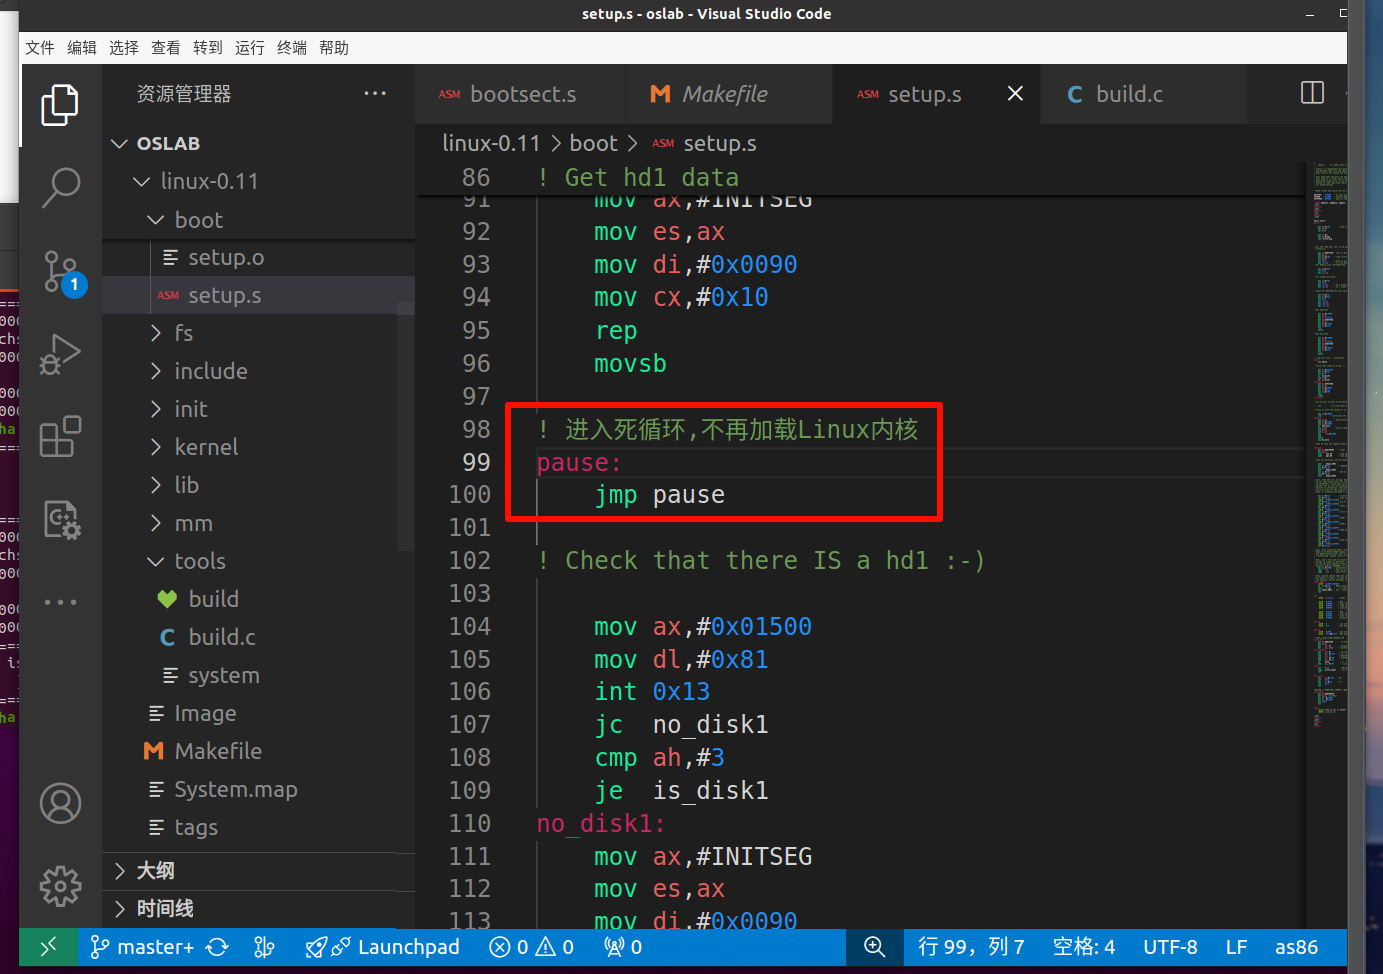 setup.s - oslab - Visual Studio Code
文件 编辑 选择 查看 转到 运行 终端 帮助
资源管理器 ···
ASM bootsect.s
M Makefile
ASM setup.s
C build.c
linux-0.11 > boot > ASM setup.s
OSLAB
linux-0.11
boot
setup.o
ASM setup.s
fs
include
init
kernel
lib
mm
tools
build
C build.c
system
Image
M Makefile
System.map
tags
大纲
时间线
1
86 ! Get hd1 data
91 mov ax,#INITSEG
92 mov es,ax
93 mov di,#0x0090
94 mov cx,#0x10
95 rep
96 movsb
97
98 ! 进入死循环,不再加载Linux内核
99 pause:
100 jmp pause
101
102 ! Check that there IS a hd1 :-)
103
104 mov ax,#0x01500
105 mov dl,#0x81
106 int 0x13
107 jc no_disk1
108 cmp ah,#3
109 je is_disk1
110 no_disk1:
111 mov ax,#INITSEG
112 mov es,ax
113 mov di,#0x0090
master+ Launchpad 0 0 0 行 99，列 7 空格: 4 UTF-8 LF as86